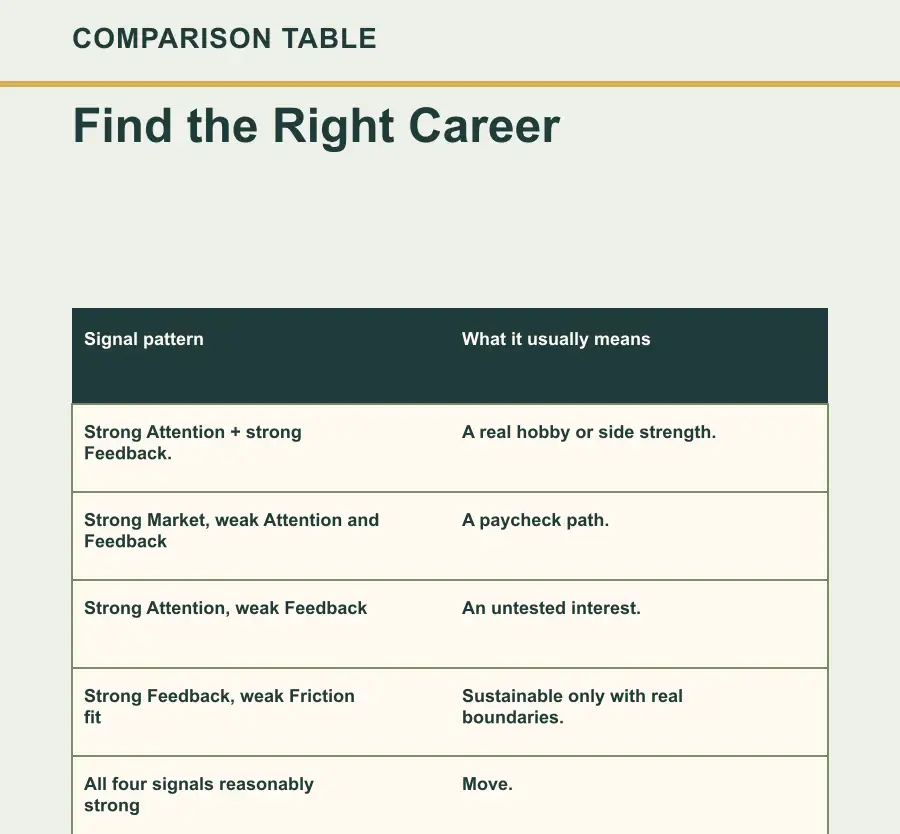 COMPARISON TABLE
Find the Right Career
Signal pattern
What it usually means
Strong Attention + strong
Feedback.
A real hobby or side strength.
Strong Market, weak Attention and
Feedback
A paycheck path.
Strong Attention, weak Feedback
An untested interest.
Strong Feedback, weak Friction
fit
Sustainable only with real
boundaries.
All four signals reasonably
strong
Move.